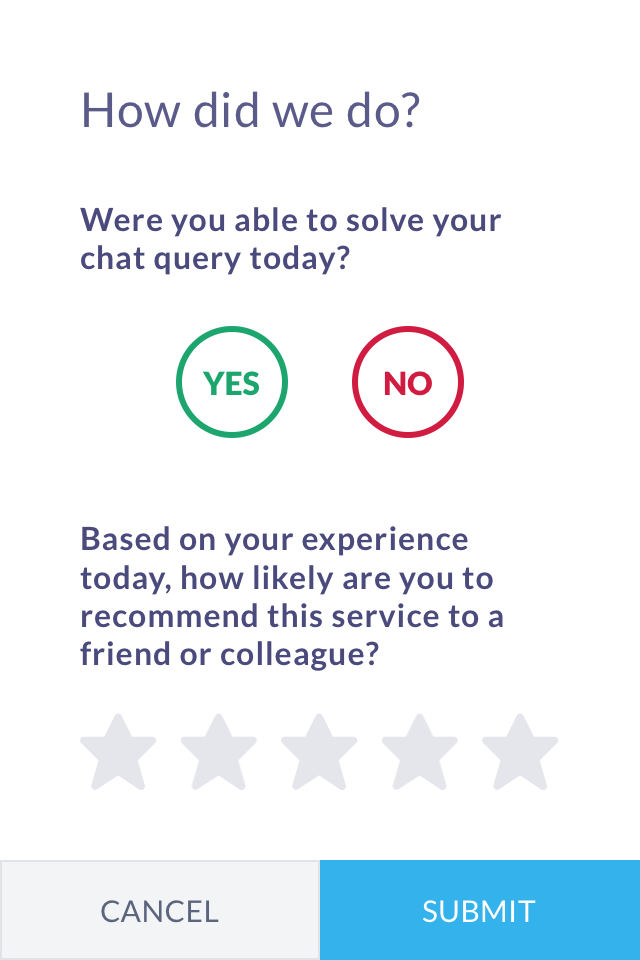 How did we do?
Were you able to solve your
chat query today?
YES
NO
Based on your experience
today, how likely are you to
recommend this service to a
friend or colleague?
CANCEL
SUBMIT